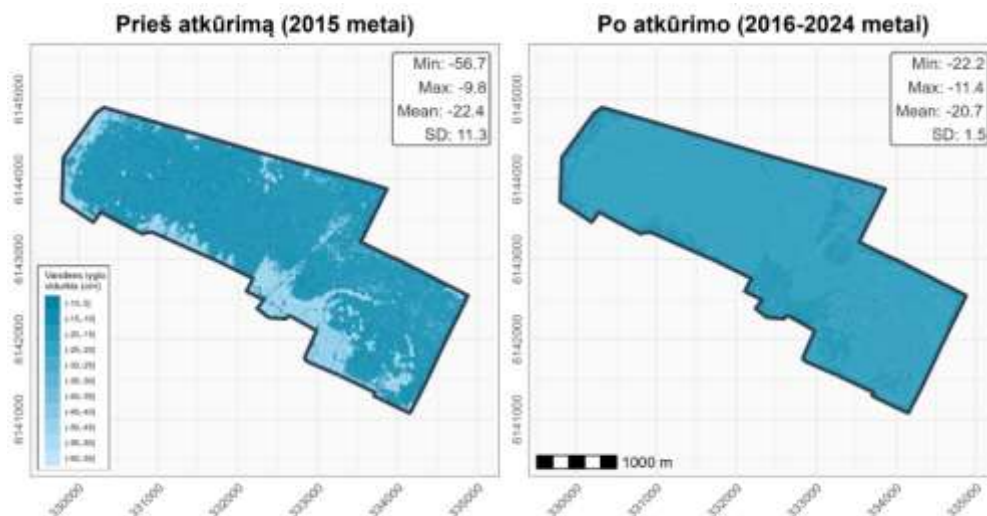 Prieš atkūrimą (2015 metai)
Min: -56.7
Max: -9.8
Mean: -22.4
SD: 11.3
6145000
6144000
6143000
6142000
6141000
Vandens lygio
vidurkis (cm)
330000
331000
332000
333000
334000
335000
Po atkūrimo (2016-2024 metai)
Min: -22.2
Max: -11.4
Mean: -20.7
SD: 1.5
6145000
6144000
6143000
6142000
6141000
1000 m
330000
331000
332000
333000
334000
335000